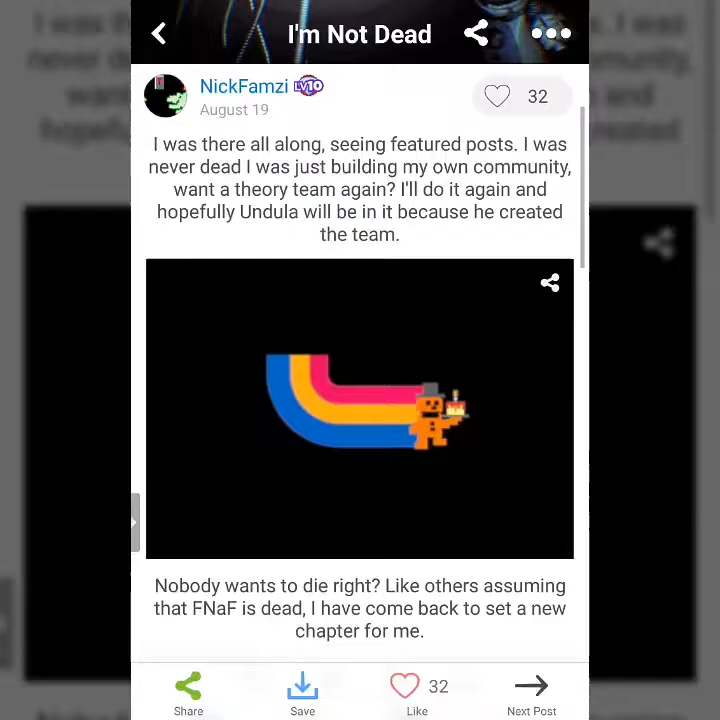 I'm Not Dead
NickFamzi LV10
August 19
32
I was there all along, seeing featured posts. I was
never dead I was just building my own community,
want a theory team again? I'll do it again and
hopefully Undula will be in it because he created
the team.
Nobody wants to die right? Like others assuming
that FNaF is dead, I have come back to set a new
chapter for me.
32
Share
Save
Like
Next Post